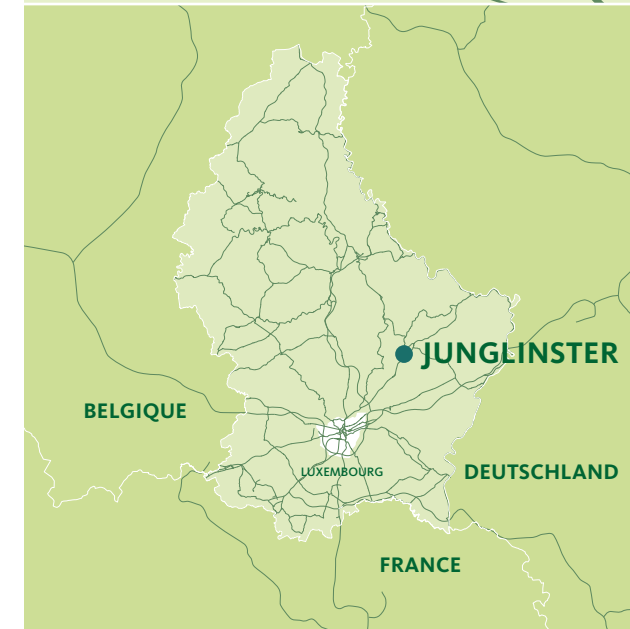 JUNGLINSTER
BELGIQUE
LUXEMBOURG
DEUTSCHLAND
FRANCE